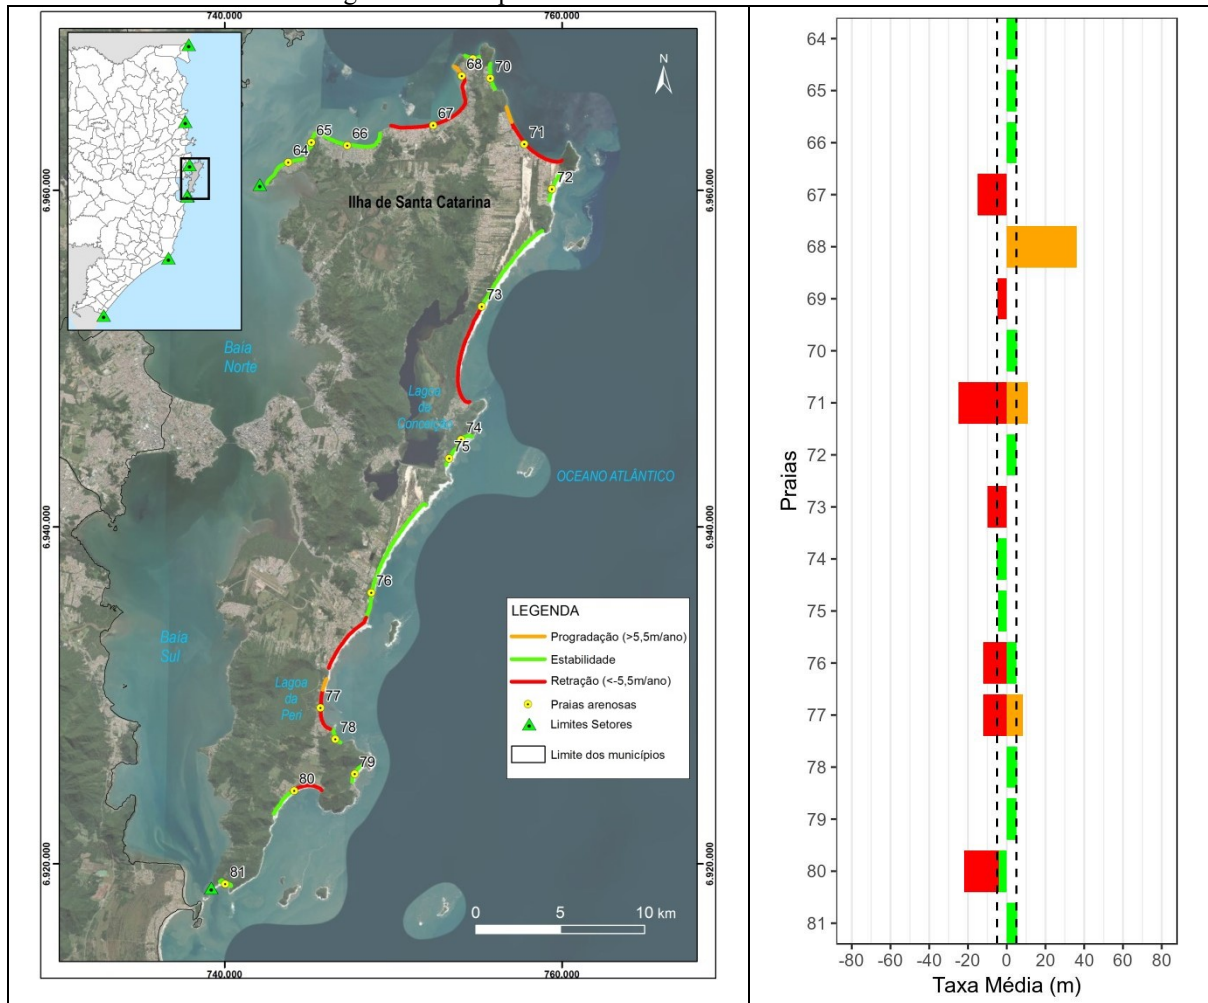 740.000
760.000
N
68
70
67
65
66
71
64
72
6.960.000
6.960.000
Ilha de Santa Catarina
73
Baía
Norte
Lagoa
da
Conceição
74
75
OCEANO ATLÂNTICO
6.940.000
6.940.000
76
LEGENDA
Progradação (>5,5m/ano)
Estabilidade
Retração (<-5,5m/ano)
Praias arenosas
Limites Setores
Limite dos municípios
Baía
Sul
Lagoa
da
Peri
77
78
79
80
6.920.000
6.920.000
81
0 5 10 km
740.000
760.000
Praias
64
65
66
67
68
69
70
71
72
73
74
75
76
77
78
79
80
81
-80 -60 -40 -20 0 20 40 60 80
Taxa Média (m)